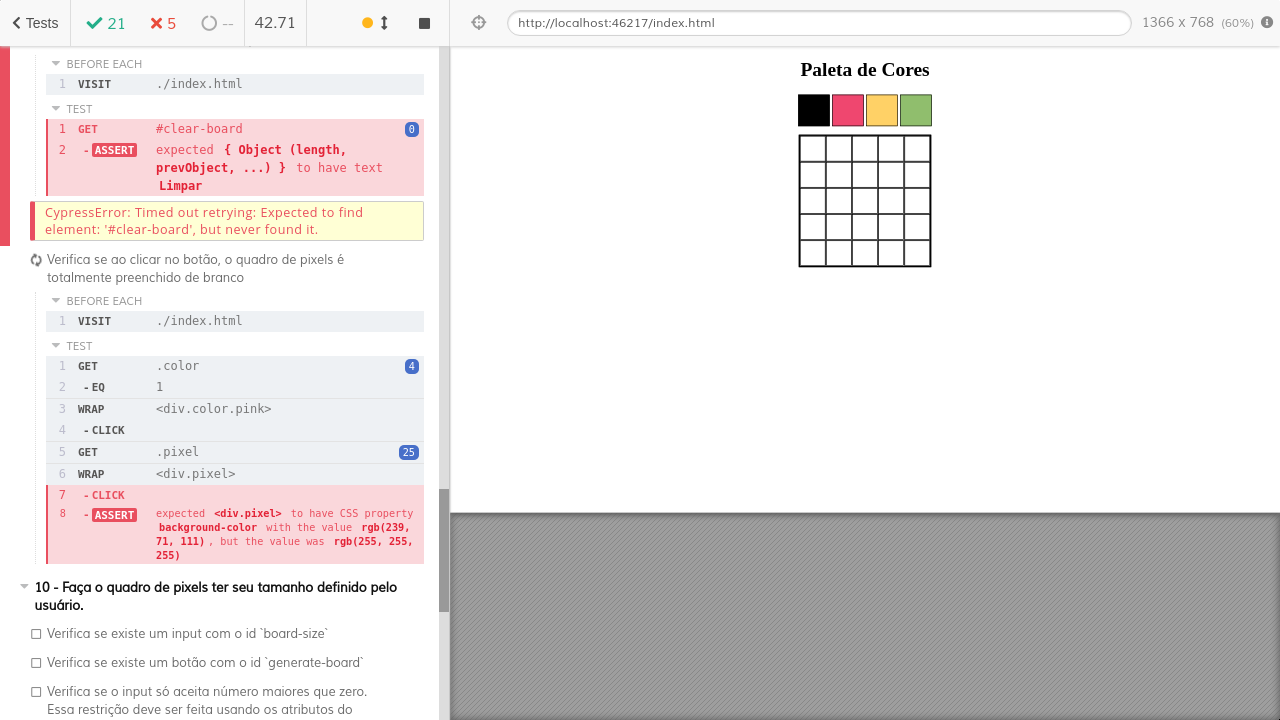 Tests
21
5
--
42.71
http://localhost:46217/index.html
1366 x 768 (60%)
BEFORE EACH
1 VISIT ./index.html
TEST
1 GET #clear-board 0
2 - ASSERT expected { Object (length,
prevObject, ...) } to have text
Limpar
CypressError: Timed out retrying: Expected to find
element: '#clear-board', but never found it.
Verifica se ao clicar no botão, o quadro de pixels é
totalmente preenchido de branco
BEFORE EACH
1 VISIT ./index.html
TEST
1 GET .color 4
2 - EQ 1
3 WRAP <div.color.pink>
4 - CLICK
5 GET .pixel 25
6 WRAP <div.pixel>
7 - CLICK
8 - ASSERT expected <div.pixel> to have CSS property
background-color with the value rgb(239,
71, 111) , but the value was rgb(255, 255,
255)
10 - Faça o quadro de pixels ter seu tamanho definido pelo
usuário.
Verifica se existe um input com o id `board-size`
Verifica se existe um botão com o id `generate-board`
Verifica se o input só aceita número maiores que zero.
Essa restrição deve ser feita usando os atributos do
Paleta de Cores